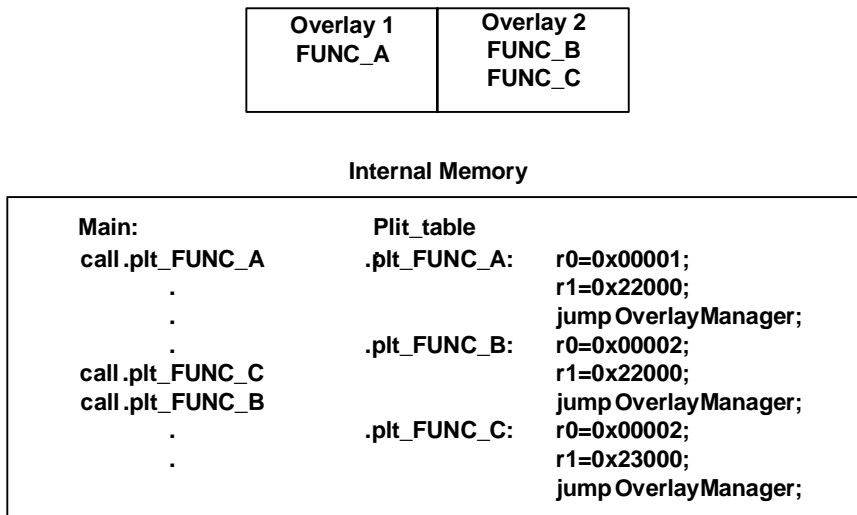 Overlay 1 Overlay 2
FUNC_A FUNC_B
FUNC_C
Internal Memory
Main: Plit_table
call .plt_FUNC_A .plt_FUNC_A: r0=0x00001;
. r1=0x22000;
. jump OverlayManager;
. .plt_FUNC_B: r0=0x00002;
call .plt_FUNC_C r1=0x22000;
call .plt_FUNC_B jump OverlayManager;
. .plt_FUNC_C: r0=0x00002;
. r1=0x23000;
jump OverlayManager;